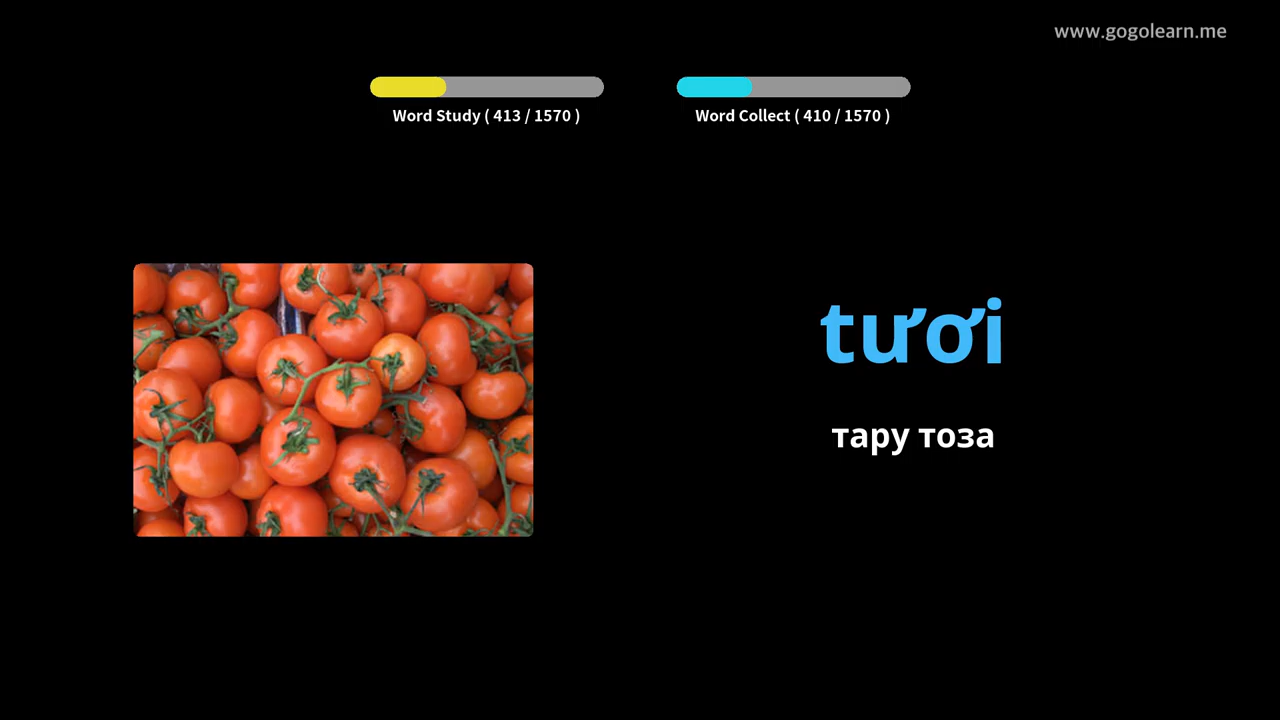 www.gogolearn.me
Word Study ( 413 / 1570 )
Word Collect ( 410 / 1570 )
tươi
тару тоза